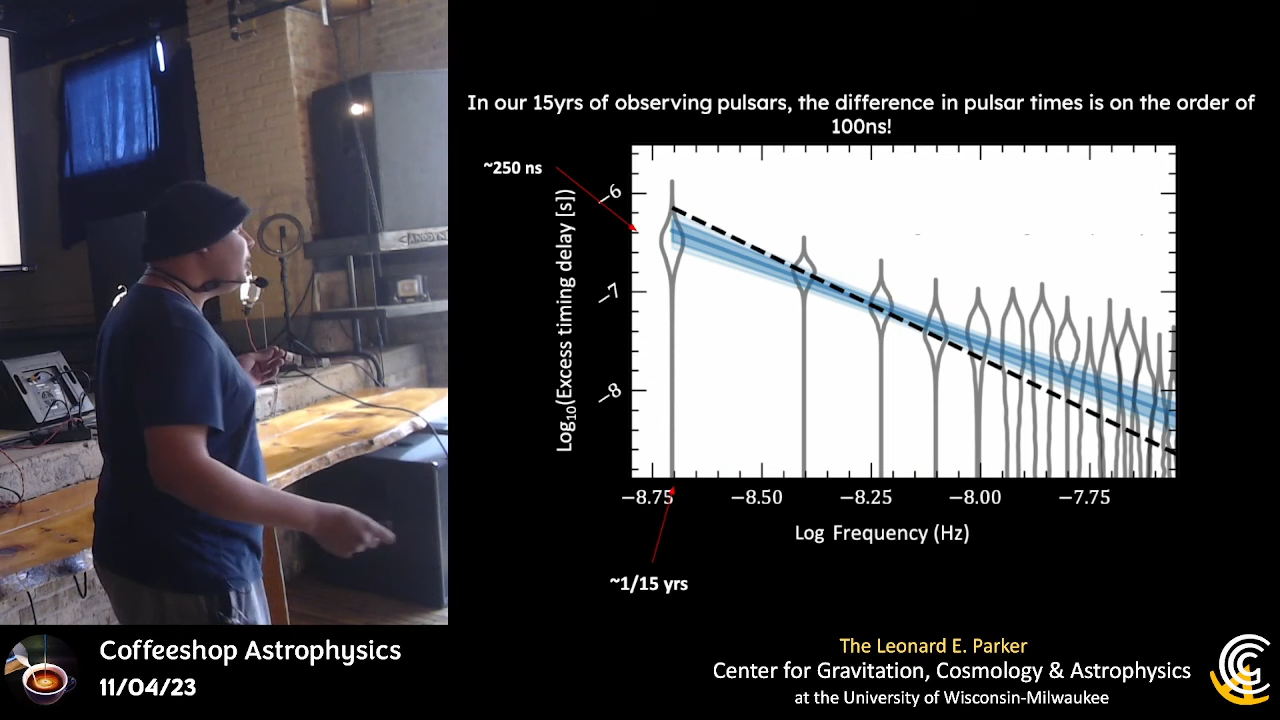 In our 15yrs of observing pulsars, the difference in pulsar times is on the order of
100ns!
~250 ns
Log10(Excess timing delay [s])
−6
−7
−8
−8.75
−8.50
−8.25
−8.00
−7.75
Log Frequency (Hz)
~1/15 yrs
Coffeeshop Astrophysics
11/04/23
The Leonard E. Parker
Center for Gravitation, Cosmology & Astrophysics
at the University of Wisconsin-Milwaukee